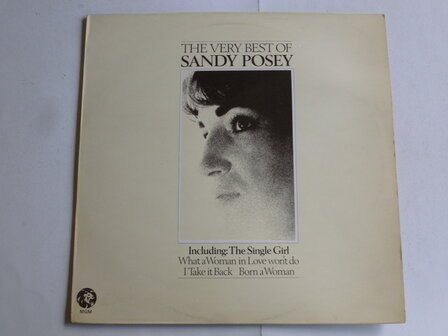 THE VERY BEST OF
SANDY POSEY
Including: The Single Girl
What a Woman in Love won't do
I Take it Back Born a Woman
MGM